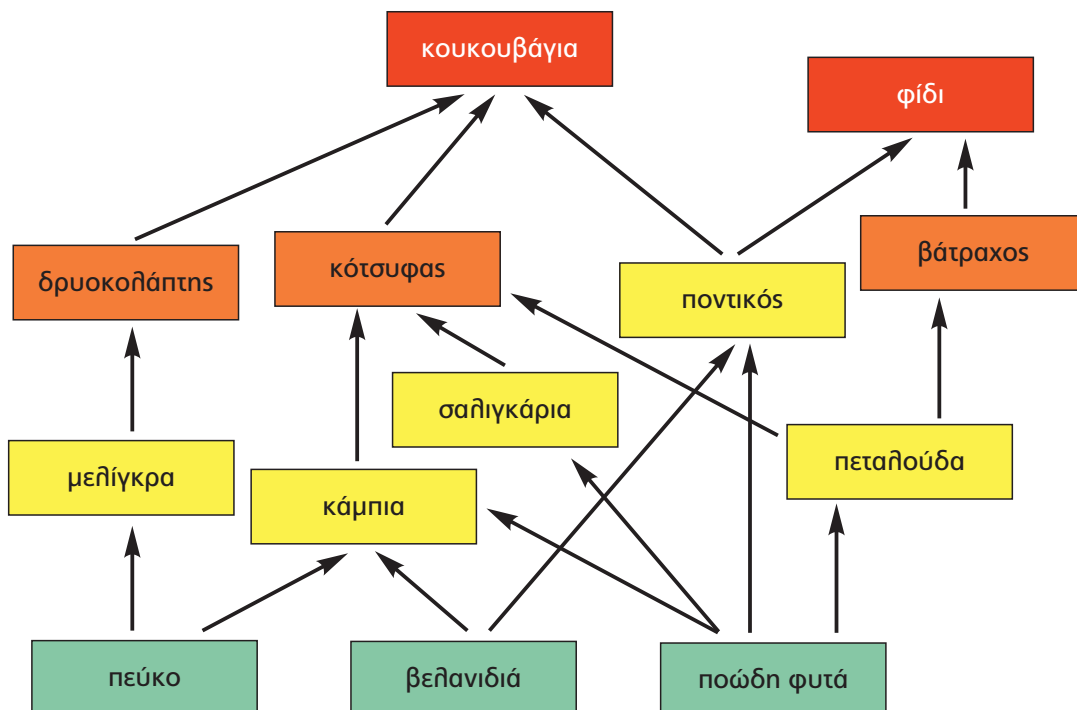 κουκουβάγια
φίδι
δρυοκολάπτης
κότσυφας
ποντικός
βάτραχος
σαλιγκάρια
μελίγκρα
κάμπια
πεταλούδα
πεύκο
βελανιδιά
ποώδη φυτά